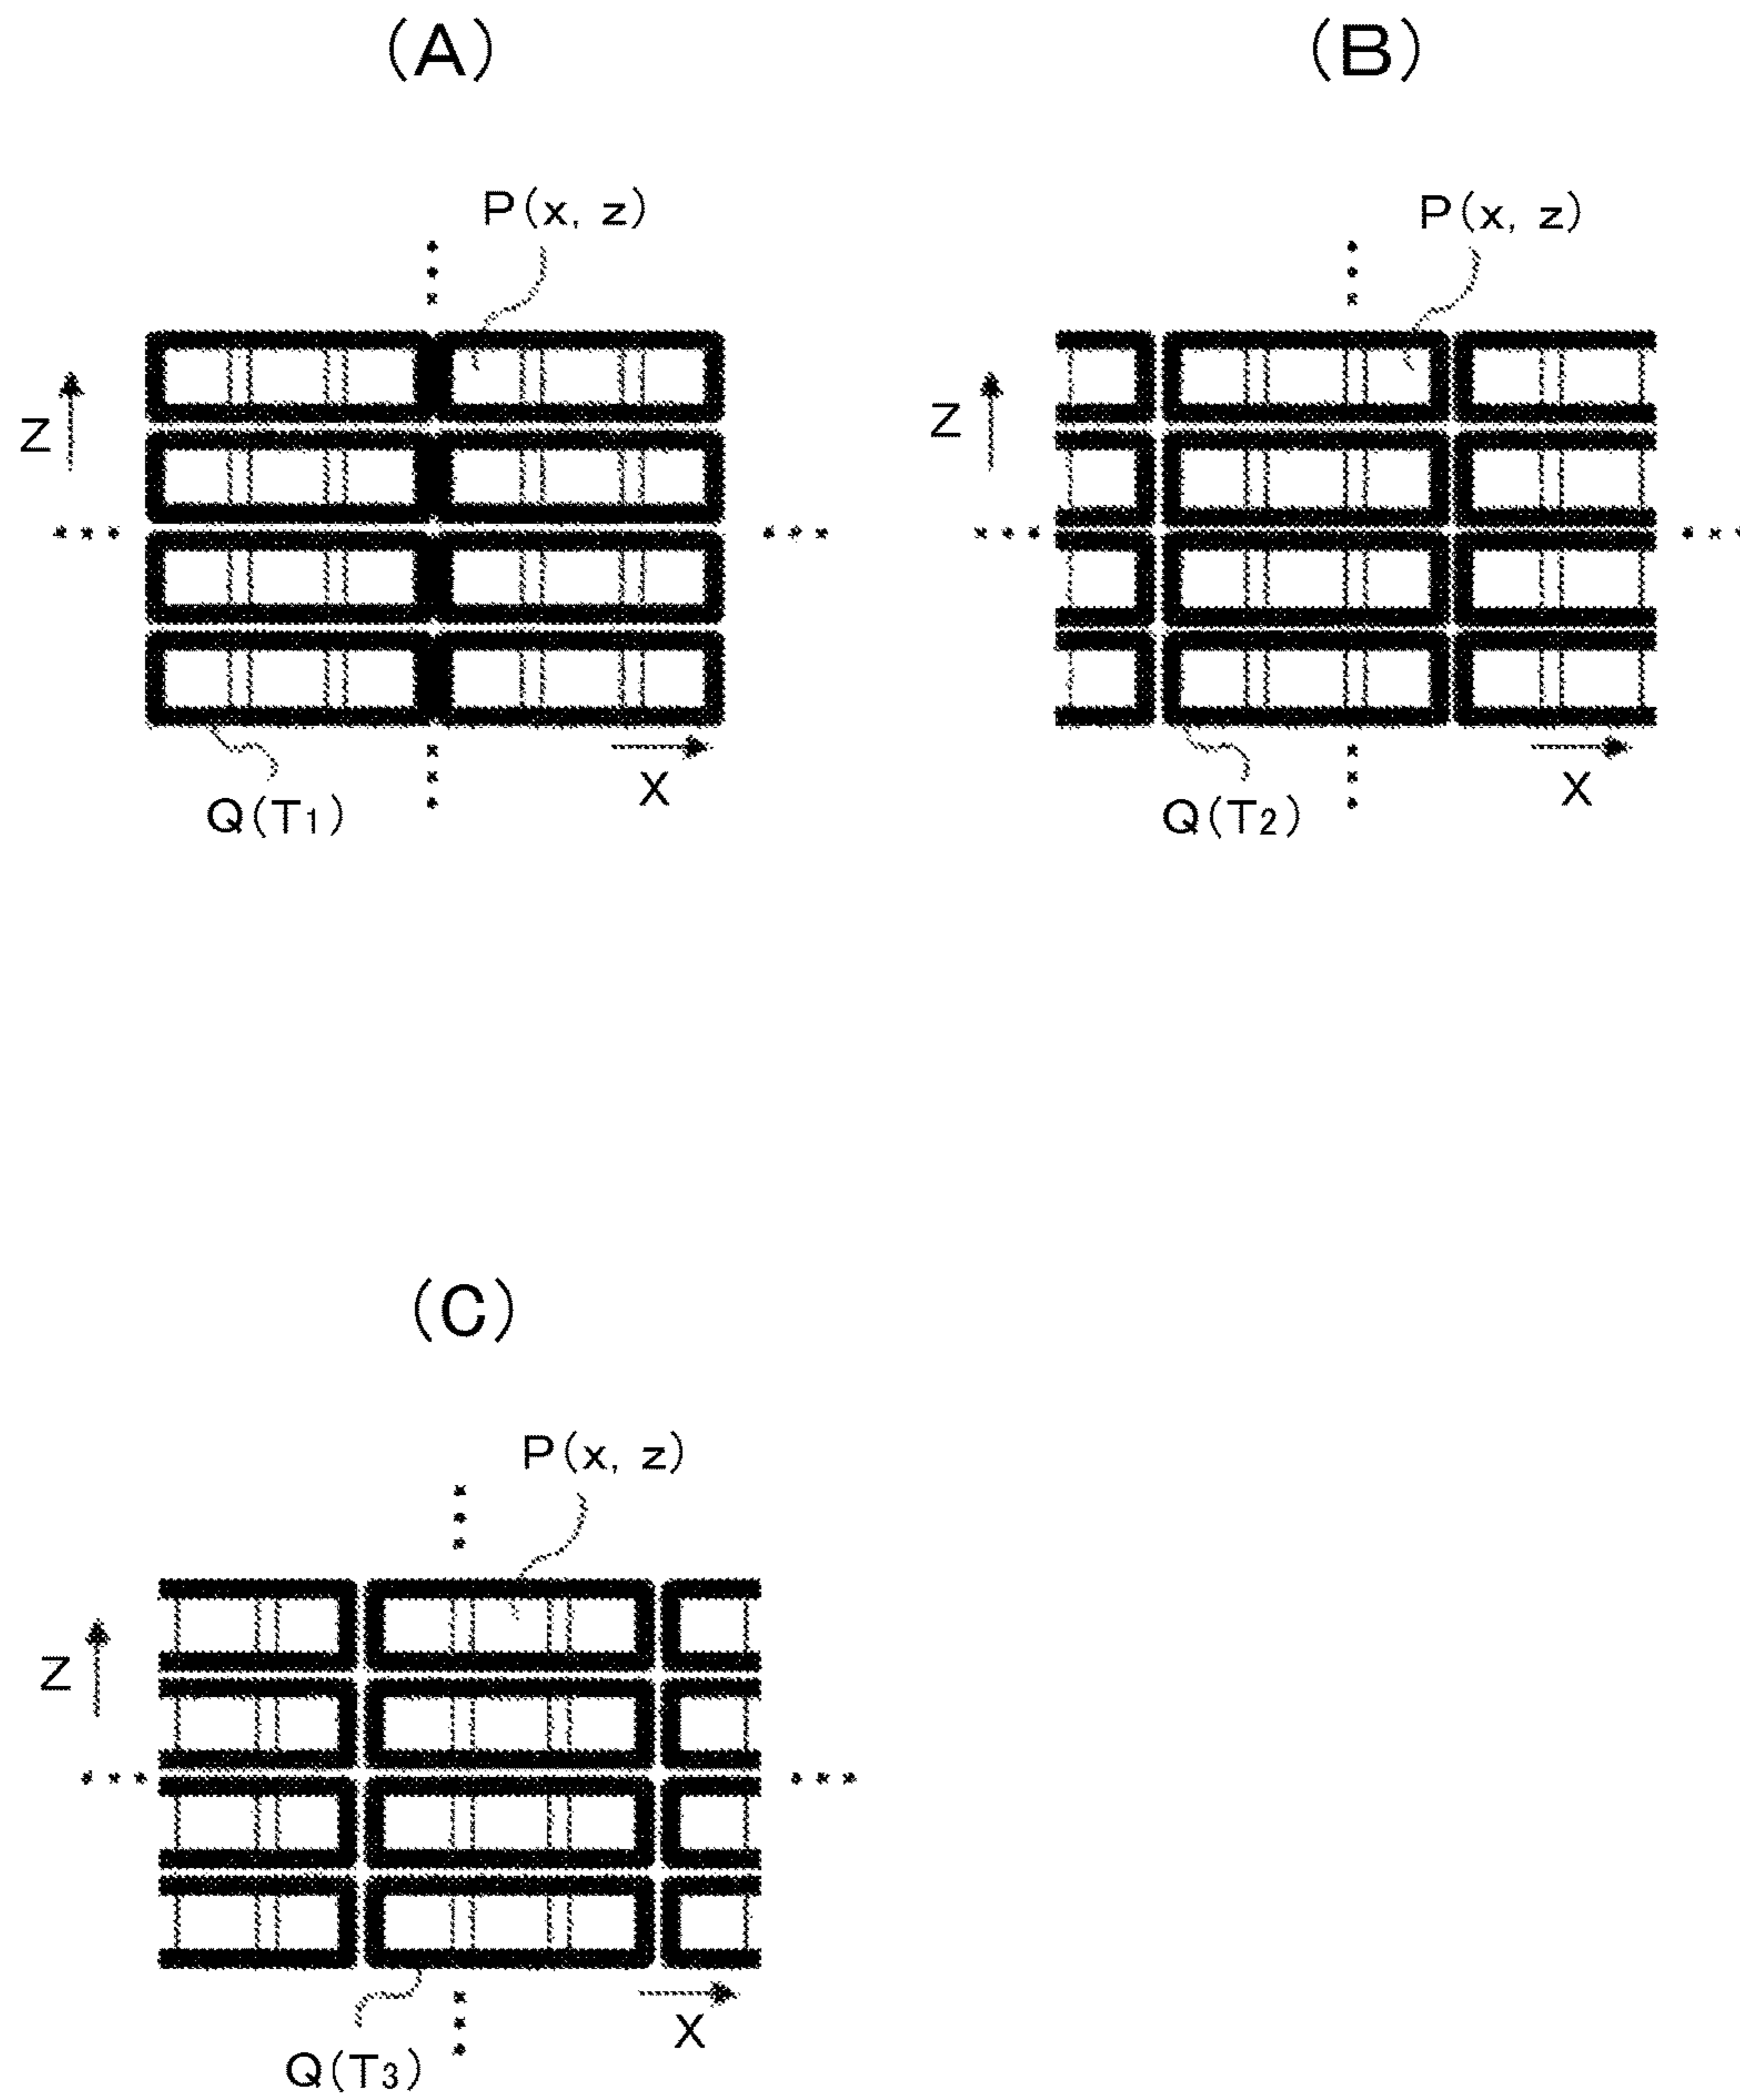 (A)
(B)
P(x, z)
P(x, z)
Z
Z
X
X
Q(T1)
Q(T2)
(C)
P(x, z)
Z
X
Q(T3)